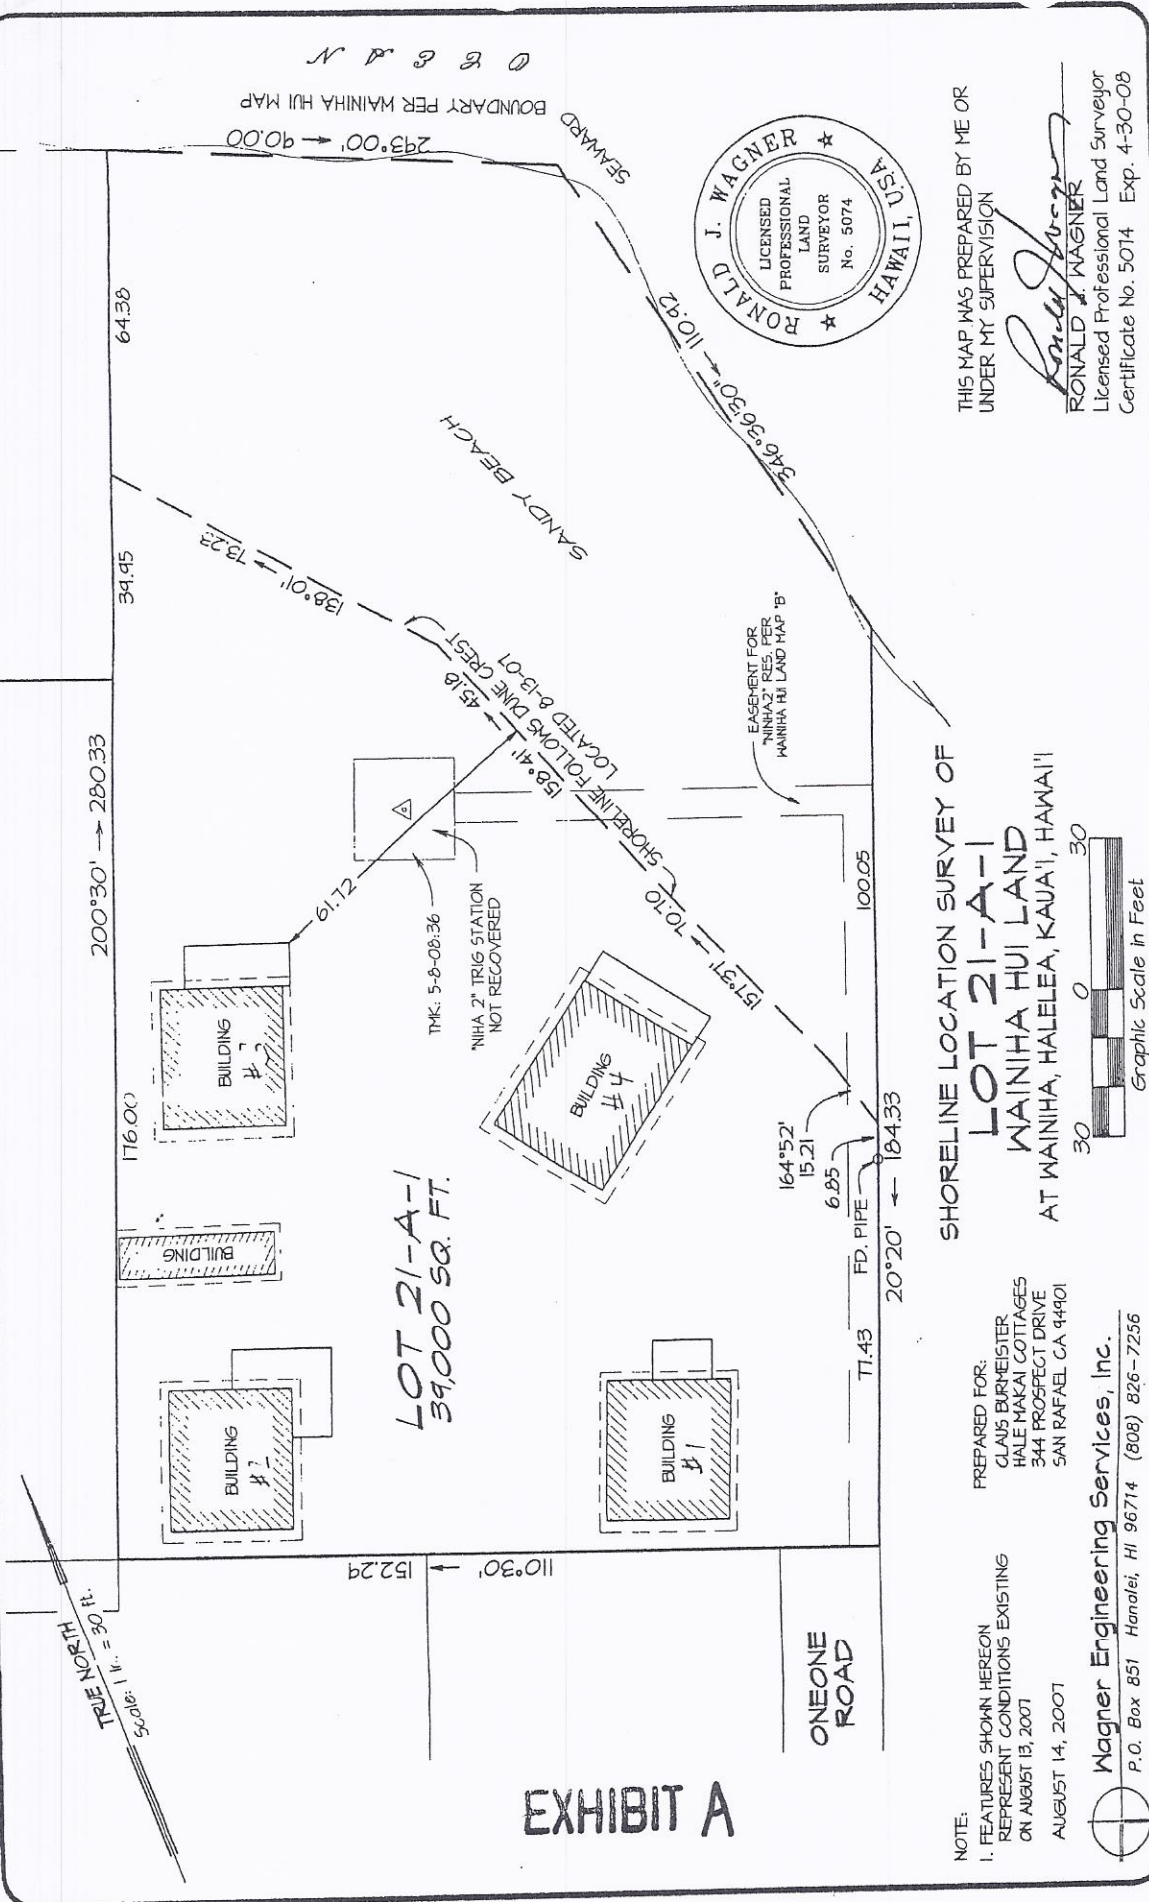 OCEAN
BOUNDARY PER WAINIHA HUI MAP
293°00' → 90.00
SEAWARD
64.38
39.95
200°30' → 280.33
176.00
138°01' → 73.23
SANDY BEACH
346°36'30" → 110.92
45.18
158°41'
SHORELINE FOLLOWS DUNE CREST
LOCATED 8-13-07
157°37' → 70.70
61.72
TMK: 5-8-08:36
"NIHA 2" TRIG STATION
NOT RECOVERED
EASEMENT FOR
"NINHA2" RES. PER
WAINIHA HUI LAND MAP "B"
100.05
164°52'
15.21
6.85
FD. PIPE
20°20' ← 184.33
77.43
BUILDING
#3
BUILDING
#4
BUILDING
BUILDING
#2
BUILDING
#1
LOT 21-A-1
39,000 SQ. FT.
110°30' → 152.29
ONEONE
ROAD
TRUE NORTH
Scale: 1 in. = 30 ft.
EXHIBIT A
SHORELINE LOCATION SURVEY OF
LOT 21-A-1
WAINIHA HUI LAND
AT WAINIHA, HALELEA, KAUA'I, HAWAI'I
30 0 30
Graphic Scale in Feet
RONALD J. WAGNER
LICENSED
PROFESSIONAL
LAND
SURVEYOR
No. 5074
HAWAII, U.S.A
THIS MAP WAS PREPARED BY ME OR
UNDER MY SUPERVISION
RONALD J. WAGNER
Licensed Professional Land Surveyor
Certificate No. 5074 Exp. 4-30-08
NOTE:
1. FEATURES SHOWN HEREON
REPRESENT CONDITIONS EXISTING
ON AUGUST 13, 2007
AUGUST 14, 2007
PREPARED FOR:
CLAUS BURMEISTER
HALE MAKAI COTTAGES
344 PROSPECT DRIVE
SAN RAFAEL CA 94901
Wagner Engineering Services, Inc.
P.O. Box 851 Hanalei, HI 96714 (808) 826-7256